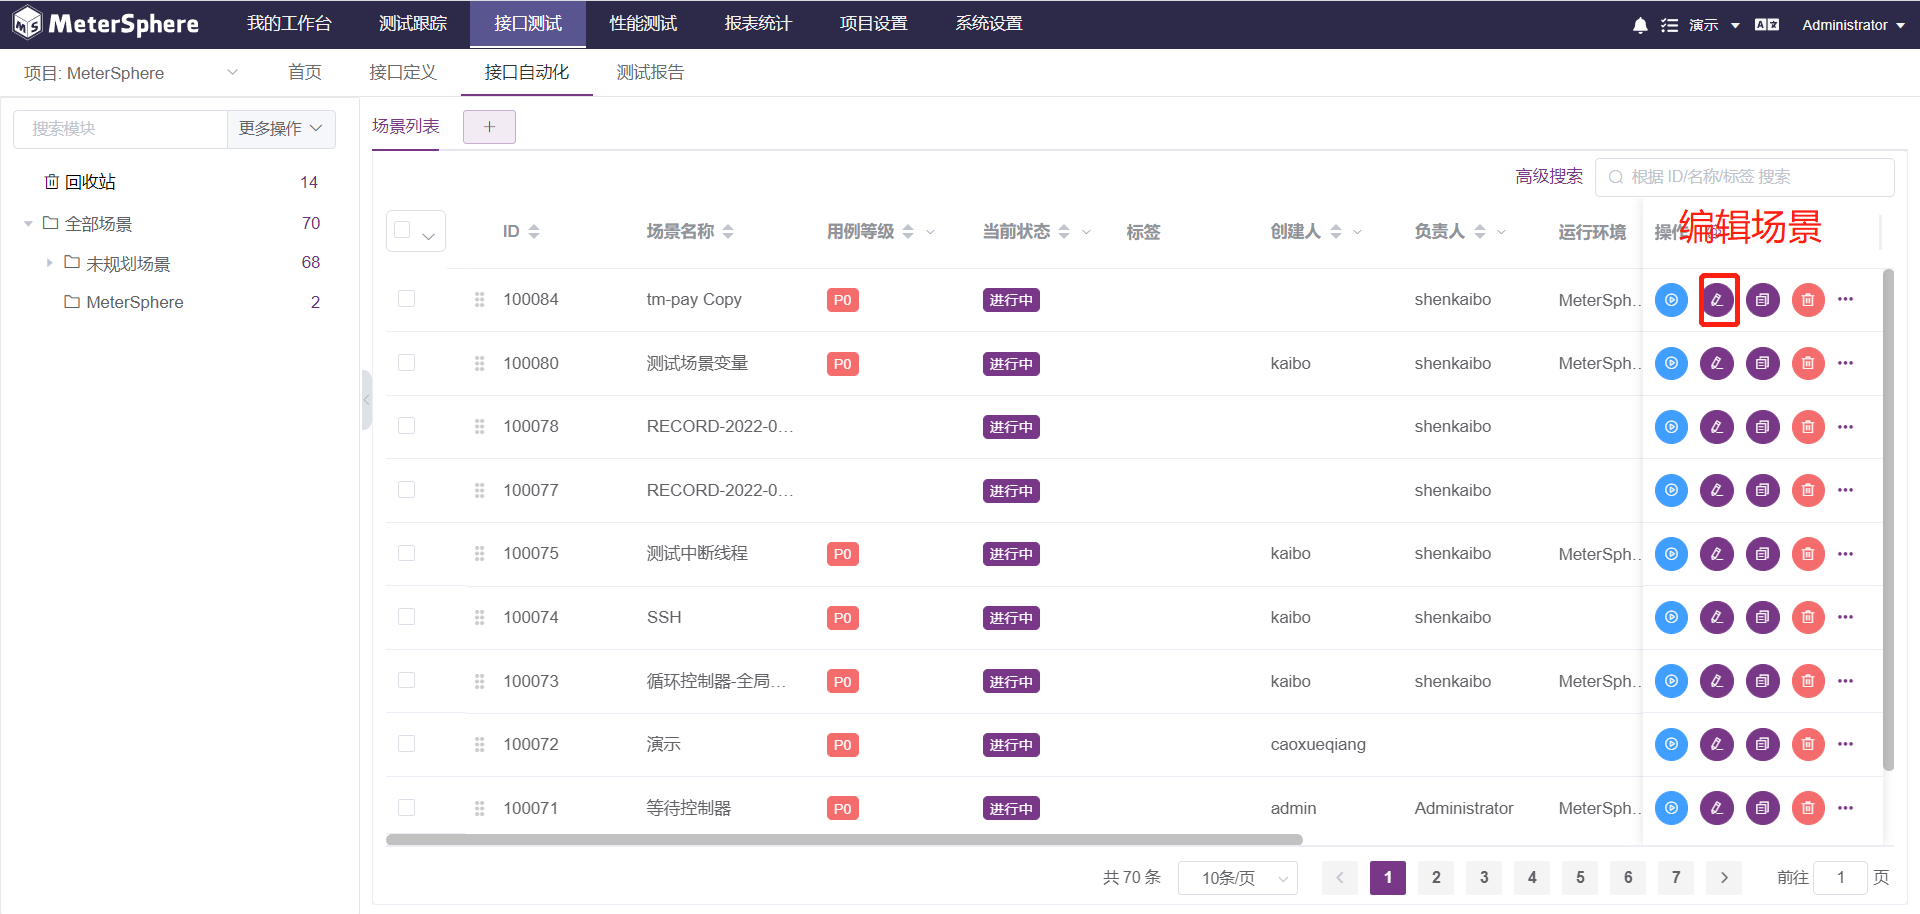 MeterSphere 我的工作台 测试跟踪 接口测试 性能测试 报表统计 项目设置 系统设置 演示 Administrator
项目: MeterSphere 首页 接口定义 接口自动化 测试报告
搜索模块 更多操作
回收站 14
全部场景 70
未规划场景 68
MeterSphere 2
场景列表 +
高级搜索 根据 ID/名称/标签 搜索
编辑场景
ID 场景名称 用例等级 当前状态 标签 创建人 负责人 运行环境 操作
100084 tm-pay Copy P0 进行中 shenkaibo MeterSph...
100080 测试场景变量 P0 进行中 kaibo shenkaibo MeterSph...
100078 RECORD-2022-0... 进行中 shenkaibo
100077 RECORD-2022-0... 进行中 shenkaibo
100075 测试中断线程 P0 进行中 kaibo shenkaibo MeterSph...
100074 SSH P0 进行中 kaibo shenkaibo
100073 循环控制器-全局... P0 进行中 kaibo shenkaibo MeterSph...
100072 演示 P0 进行中 caoxueqiang
100071 等待控制器 P0 进行中 admin Administrator MeterSph...
共 70 条 10条/页 1 2 3 4 5 6 7 前往 1 页